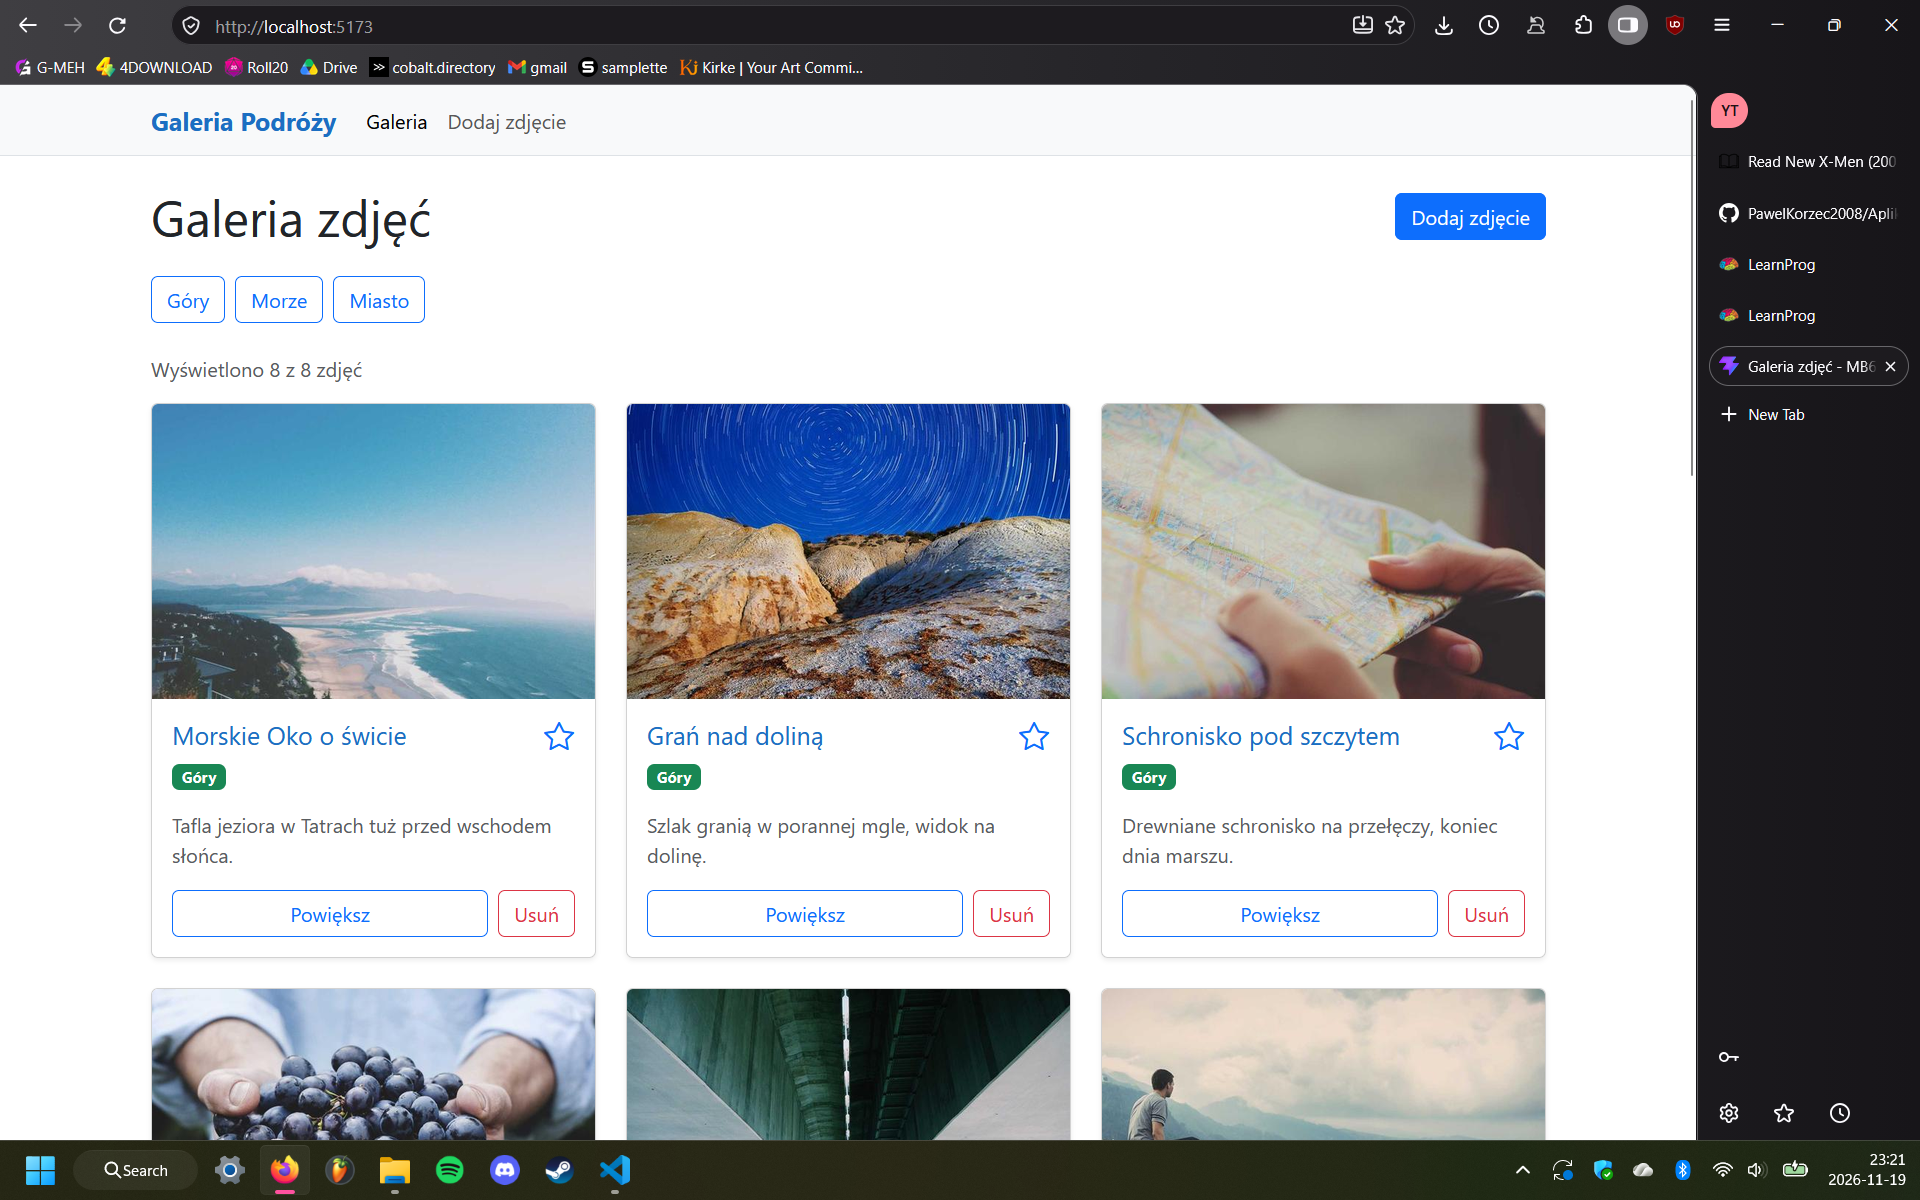 http://localhost:5173
G-MEH
4DOWNLOAD
Roll20
Drive
cobalt.directory
gmail
samplette
Kirke | Your Art Commi...
Galeria Podróży
Galeria
Dodaj zdjęcie
Galeria zdjęć
Dodaj zdjęcie
Góry
Morze
Miasto
Wyświetlono 8 z 8 zdjęć
Morskie Oko o świcie
Góry
Tafla jeziora w Tatrach tuż przed wschodem
słońca.
Powiększ
Usuń
Grań nad doliną
Góry
Szlak granią w porannej mgle, widok na
dolinę.
Powiększ
Usuń
Schronisko pod szczytem
Góry
Drewniane schronisko na przełęczy, koniec
dnia marszu.
Powiększ
Usuń
YT
Read New X-Men (200
PawelKorzec2008/Apli
LearnProg
LearnProg
Galeria zdjęć - MB6
New Tab
Search
23:21
2026-11-19